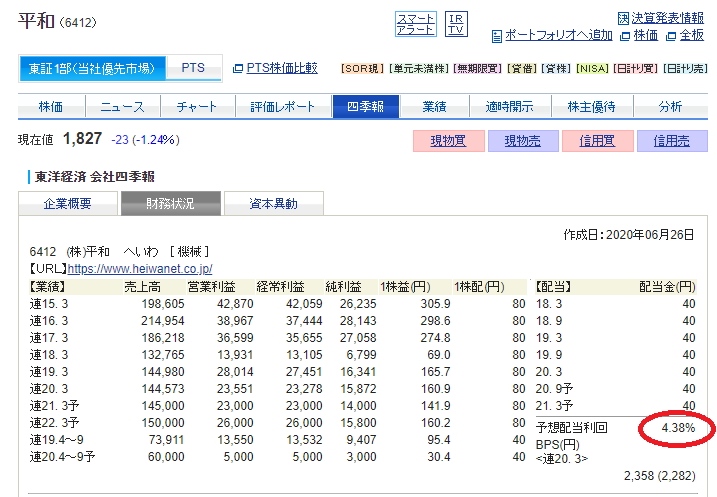 平和 (6412)
スマート
アラート
IR
TV
決算発表情報
ポートフォリオへ追加 株価 全板
東証1部(当社優先市場) PTS PTS株価比較 [SOR現] [単元未満株] [無期限買] [貸借] [貸株] [NISA] [日計り買] [日計り売]
株価 ニュース チャート 評価レポート 四季報 業績 適時開示 株主優待 分析
現在値 1,827 -23 (-1.24%) 現物買 現物売 信用買 信用売
東洋経済 会社四季報
企業概要 財務状況 資本異動
作成日：2020年06月26日
6412 (株)平和 へいわ ［ 機械 ］
【URL】https://www.heiwanet.co.jp/
【業績】 売上高 営業利益 経常利益 純利益 1株益(円) 1株配(円) 【配当】 配当金(円)
連15. 3 198,605 42,870 42,059 26,235 305.9 80 18. 3 40
連16. 3 214,954 38,967 37,444 28,143 298.6 80 18. 9 40
連17. 3 186,218 36,599 35,655 27,058 274.8 80 19. 3 40
連18. 3 132,765 13,931 13,105 6,799 69.0 80 19. 9 40
連19. 3 144,980 28,014 27,451 16,341 165.7 80 20. 3 40
連20. 3 144,573 23,551 23,278 15,872 160.9 80 20. 9予 40
連21. 3予 145,000 23,000 23,000 14,000 141.9 80 21. 3予 40
連22. 3予 150,000 26,000 26,000 15,800 160.2 80 予想配当利回 4.38%
連19.4～9 73,911 13,550 13,532 9,407 95.4 40 BPS(円)
連20.4～9予 60,000 5,000 5,000 3,000 30.4 40 <連20. 3>
2,358 (2,282)